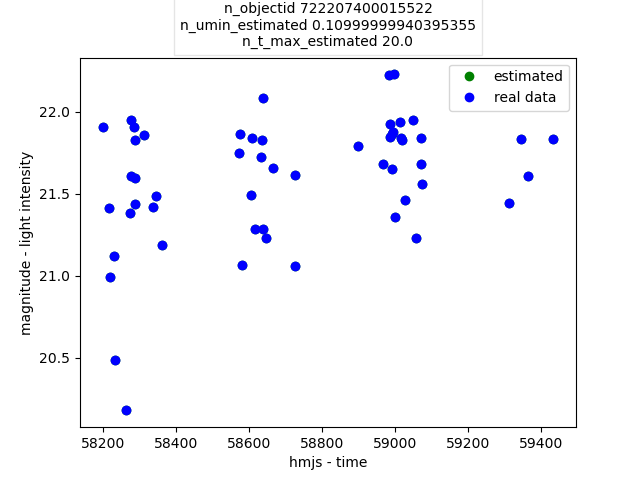 n_objectid 722207400015522
n_umin_estimated 0.10999999940395355
n_t_max_estimated 20.0
estimated
real data
magnitude - light intensity
22.0
21.5
21.0
20.5
58200 58400 58600 58800 59000 59200 59400
hmjs - time